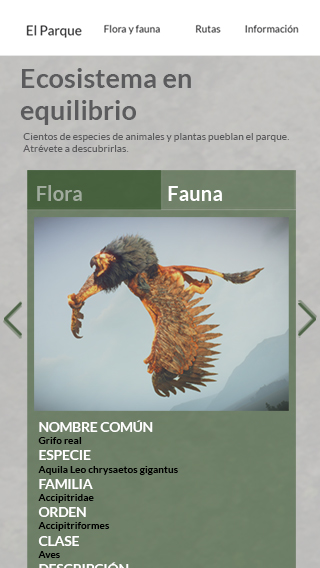 El Parque Flora y fauna Rutas Información
Ecosistema en
equilibrio
Cientos de especies de animales y plantas pueblan el parque.
Atrévete a descubrirlas.
Flora Fauna
NOMBRE COMÚN
Grifo real
ESPECIE
Aquila Leo chrysaetos gigantus
FAMILIA
Accipitridae
ORDEN
Accipitriformes
CLASE
Aves
DESCRIPCIÓN